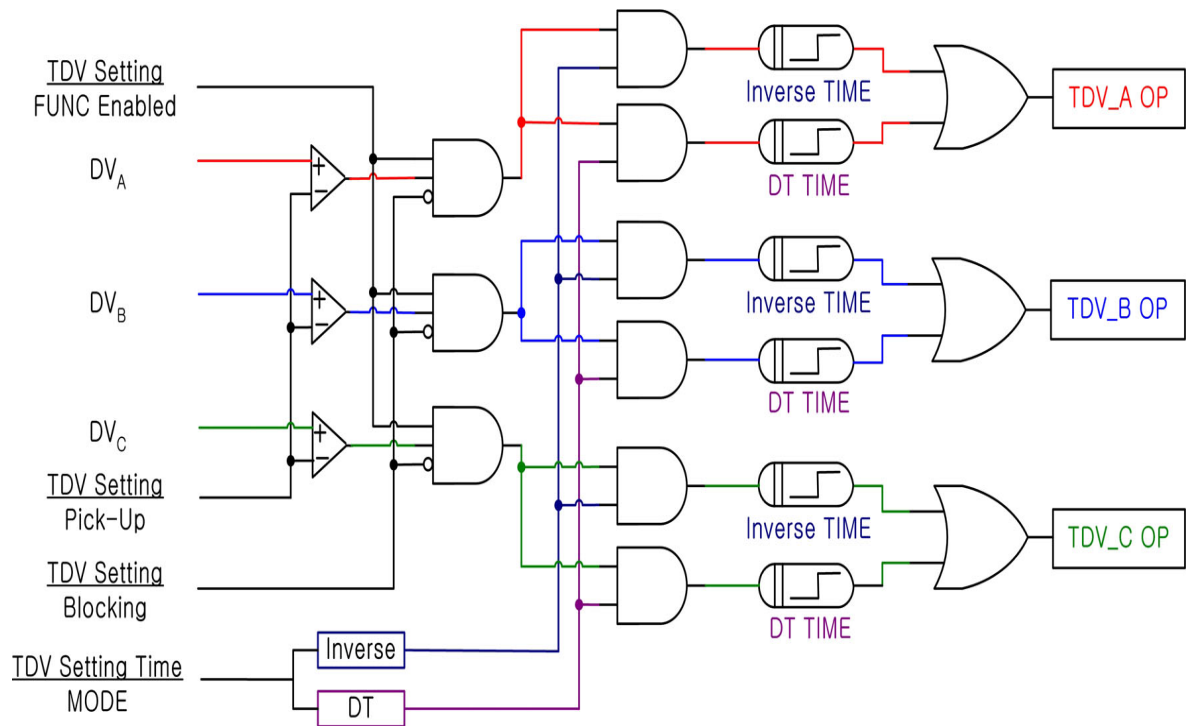 TDV Setting
FUNC Enabled
DVA
DVB
DVC
TDV Setting
Pick-Up
TDV Setting
Blocking
TDV Setting Time
MODE
+
−
+
−
+
−
Inverse
DT
Inverse TIME
DT TIME
Inverse TIME
DT TIME
Inverse TIME
DT TIME
TDV_A OP
TDV_B OP
TDV_C OP